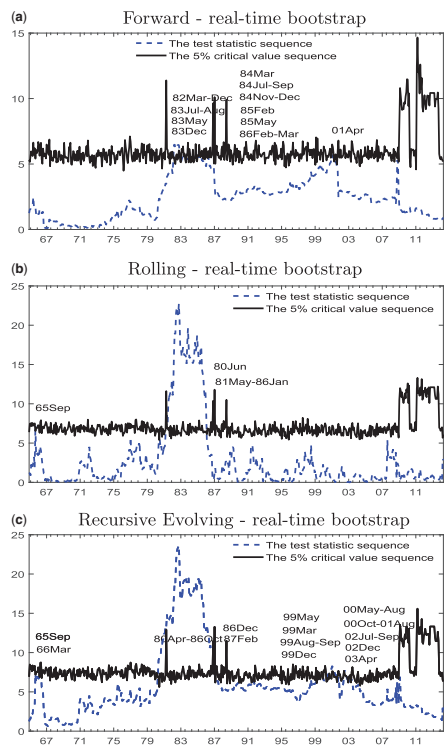 (a) Forward - real-time bootstrap
15
The test statistic sequence
The 5% critical value sequence
84Mar
82Mar-Dec
84Jul-Sep
83Jul-Aug
84Nov-Dec
10
83May
85Feb
83Dec
85May
86Feb-Mar
01Apr
5
0
67 71 75 79 83 87 91 95 99 03 07 11
(b) Rolling - real-time bootstrap
25
The test statistic sequence
The 5% critical value sequence
20
15
80Jun
81May-86Jan
10
65Sep
5
0
67 71 75 79 83 87 91 95 99 03 07 11
(c) Recursive Evolving - real-time bootstrap
25
The test statistic sequence
The 5% critical value sequence
20
15
00May-Aug
99May
00Oct-01Aug
86Dec
99Mar
65Sep
87Feb
99Aug-Sep
02Jul-Sep
66Mar
99Dec
02Dec
03Apr
10
5
0
67 71 75 79 83 87 91 95 99 03 07 11